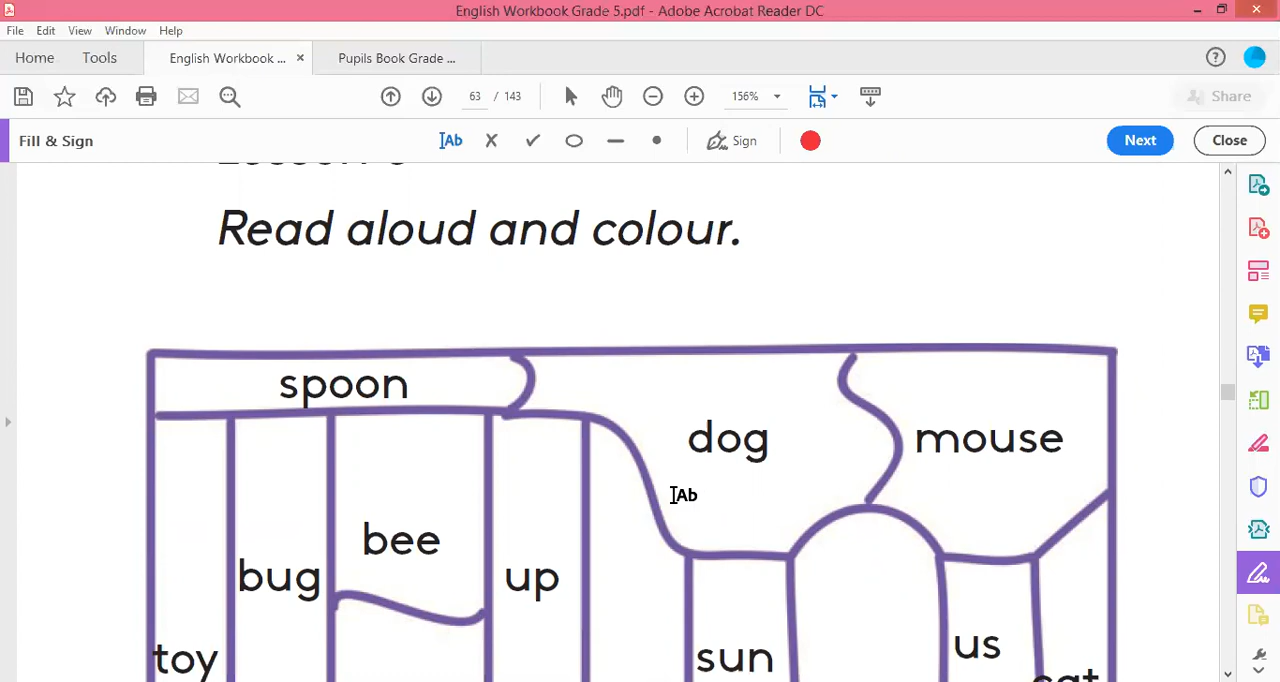 English Workbook Grade 5.pdf - Adobe Acrobat Reader DC
File Edit View Window Help
Home Tools English Workbook ... × Pupils Book Grade ...
63 / 143 156% Share
Fill & Sign Ab Sign Next Close
Read aloud and colour.
spoon
dog mouse
bee
bug up
Ab
toy sun us